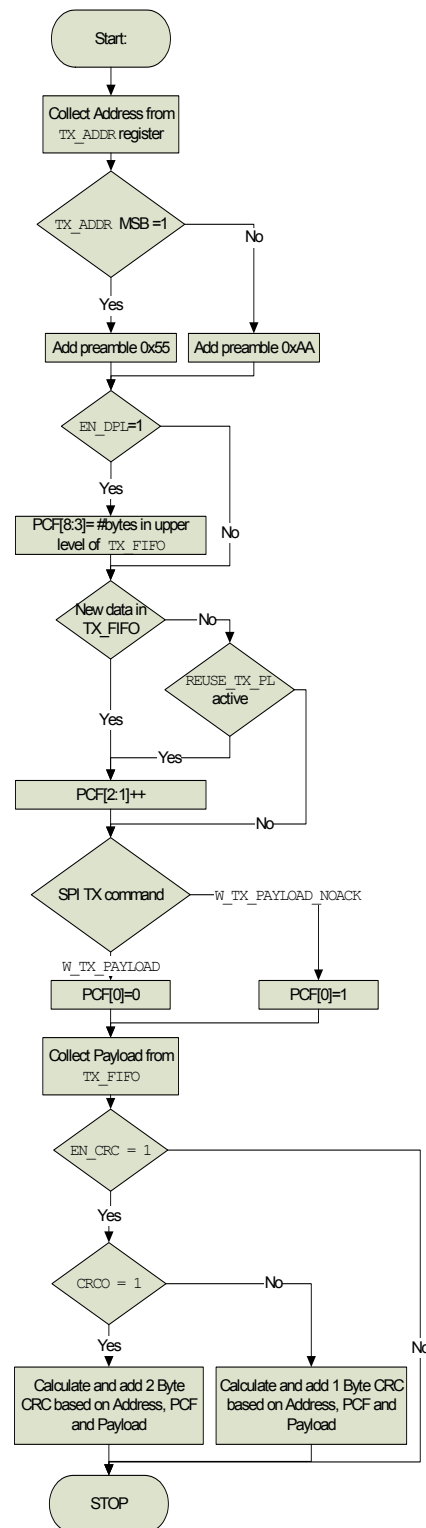 Start:
Collect Address from
TX_ADDR register
TX_ADDR MSB =1
No
Yes
Add preamble 0x55
Add preamble 0xAA
EN_DPL=1
Yes
No
PCF[8:3]= #bytes in upper
level of TX_FIFO
New data in
TX_FIFO
No
REUSE_TX_PL
active
Yes
Yes
PCF[2:1]++
No
SPI TX command
W_TX_PAYLOAD_NOACK
W_TX_PAYLOAD
PCF[0]=0
PCF[0]=1
Collect Payload from
TX_FIFO
EN_CRC = 1
Yes
CRCO = 1
No
Yes
No
Calculate and add 2 Byte
CRC based on Address, PCF
and Payload
Calculate and add 1 Byte CRC
based on Address, PCF and
Payload
STOP